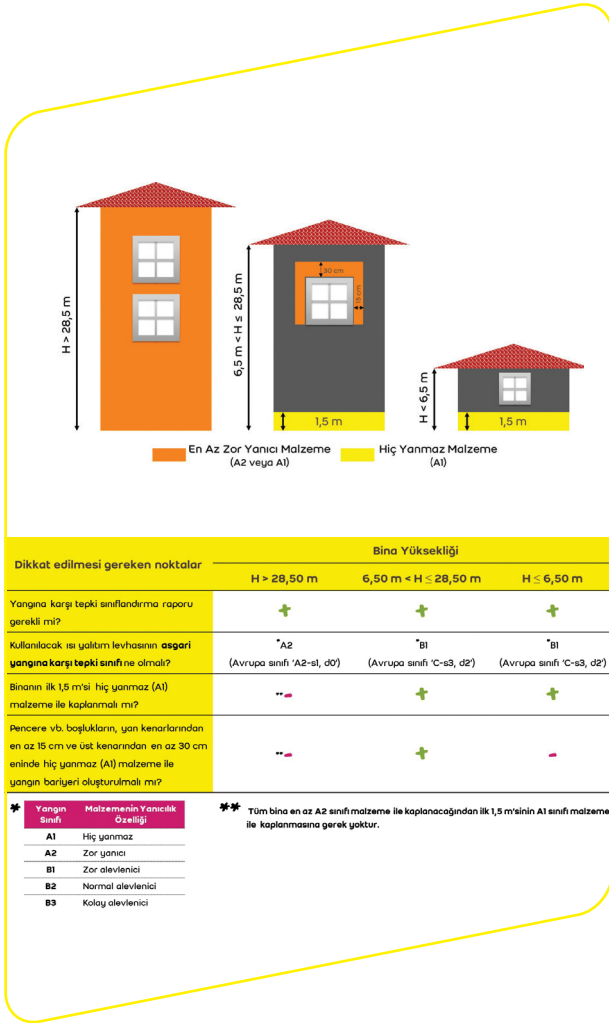 H > 28,5 m
6,5 m < H ≤ 28,5 m
30 cm
15 cm
H < 6,5 m
1,5 m
1,5 m
En Az Zor Yanıcı Malzeme
(A2 veya A1)
Hiç Yanmaz Malzeme
(A1)
Dikkat edilmesi gereken noktalar
Bina Yüksekliği
H > 28,50 m
6,50 m < H ≤ 28,50 m
H ≤ 6,50 m
Yangına karşı tepki sınıflandırma raporu
gerekli mi?
+
+
+
Kullanılacak ısı yalıtım levhasının asgari
yangına karşı tepki sınıfı ne olmalı?
*A2
(Avrupa sınıfı 'A2-s1, d0')
*B1
(Avrupa sınıfı 'C-s3, d2')
*B1
(Avrupa sınıfı 'C-s3, d2')
Binanın ilk 1,5 m'si hiç yanmaz (A1)
malzeme ile kaplanmalı mı?
**-
+
+
Pencere vb. boşlukların, yan kenarlarından
en az 15 cm ve üst kenarından en az 30 cm
eninde hiç yanmaz (A1) malzeme ile
yangın bariyeri oluşturulmalı mı?
**-
+
-
*
Yangın Sınıfı
Malzemenin Yanıcılık Özelliği
A1 Hiç yanmaz
A2 Zor yanıcı
B1 Zor alevlenici
B2 Normal alevlenici
B3 Kolay alevlenici
** Tüm bina en az A2 sınıfı malzeme ile kaplanacağından ilk 1,5 m'sinin A1 sınıfı malzeme
ile kaplanmasına gerek yoktur.